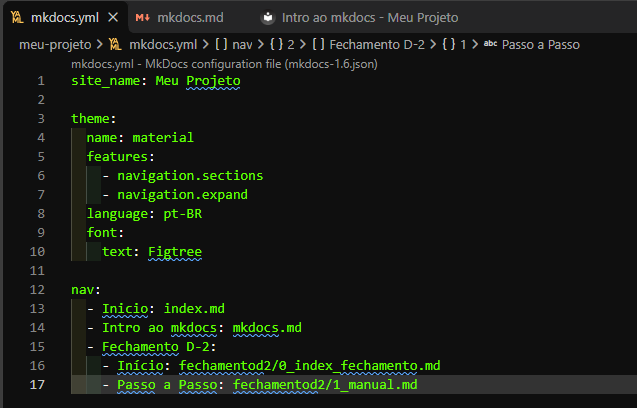 mkdocs.yml mkdocs.md Intro ao mkdocs - Meu Projeto
meu-projeto > mkdocs.yml > [ ] nav > { } 2 > [ ] Fechamento D-2 > { } 1 > abc Passo a Passo
mkdocs.yml - MkDocs configuration file (mkdocs-1.6.json)
1 site_name: Meu Projeto
2
3 theme:
4   name: material
5   features:
6     - navigation.sections
7     - navigation.expand
8   language: pt-BR
9   font:
10     text: Figtree
11
12 nav:
13   - Inicio: index.md
14   - Intro ao mkdocs: mkdocs.md
15   - Fechamento D-2:
16     - Início: fechamentod2/0_index_fechamento.md
17     - Passo a Passo: fechamentod2/1_manual.md